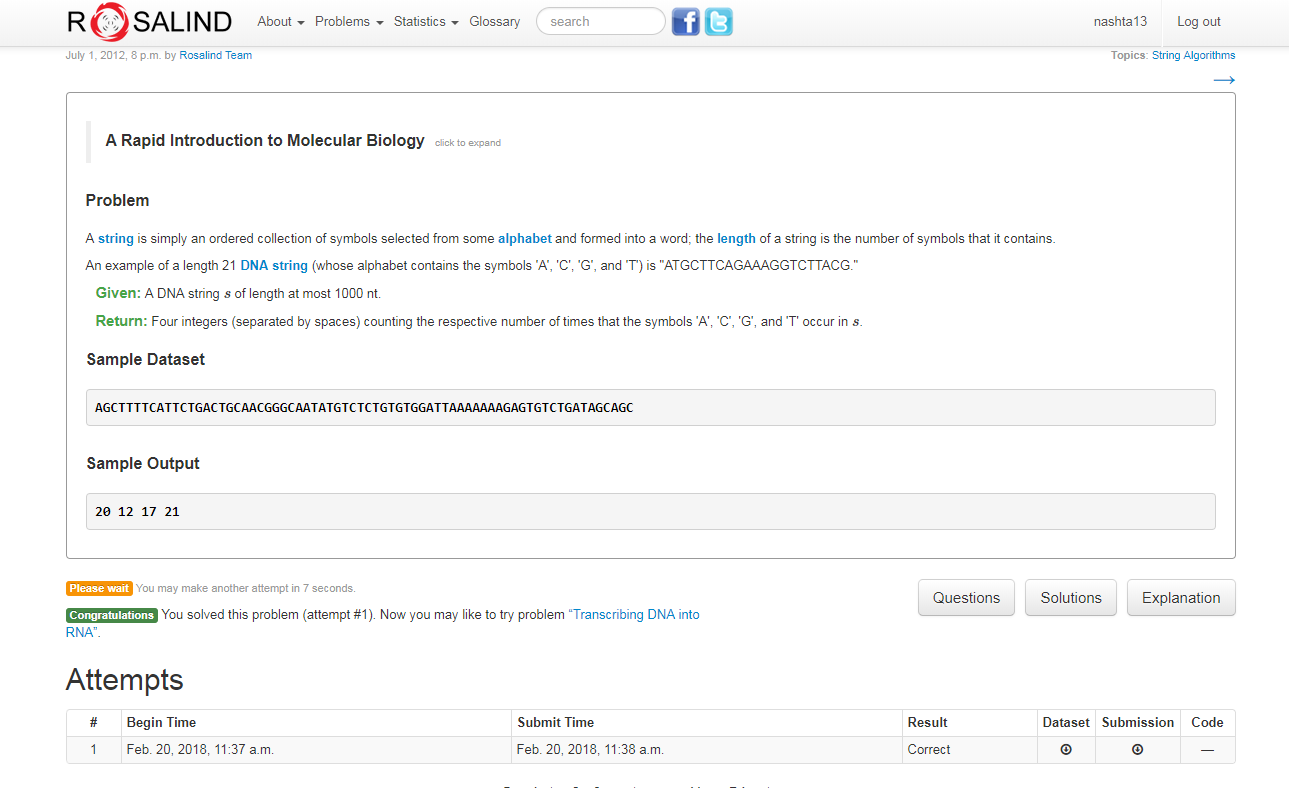 ROSALIND About Problems Statistics Glossary search nashta13 Log out
July 1, 2012, 8 p.m. by Rosalind Team Topics: String Algorithms
→
A Rapid Introduction to Molecular Biology click to expand
Problem
A string is simply an ordered collection of symbols selected from some alphabet and formed into a word; the length of a string is the number of symbols that it contains.
An example of a length 21 DNA string (whose alphabet contains the symbols 'A', 'C', 'G', and 'T') is "ATGCTTCAGAAAGGTCTTACG."
Given: A DNA string s of length at most 1000 nt.
Return: Four integers (separated by spaces) counting the respective number of times that the symbols 'A', 'C', 'G', and 'T' occur in s.
Sample Dataset
AGCTTTTCATTCTGACTGCAACGGGCAATATGTCTCTGTGTGGATTAAAAAAAGAGTGTCTGATAGCAGC
Sample Output
20 12 17 21
Please wait You may make another attempt in 7 seconds.
Congratulations You solved this problem (attempt #1). Now you may like to try problem “Transcribing DNA into
RNA”.
Questions Solutions Explanation
Attempts
# Begin Time Submit Time Result Dataset Submission Code
1 Feb. 20, 2018, 11:37 a.m. Feb. 20, 2018, 11:38 a.m. Correct —